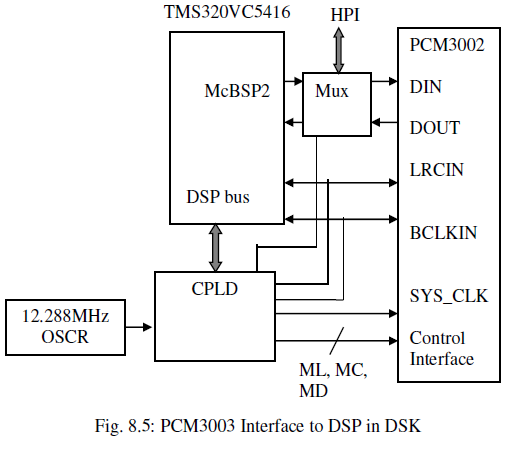 TMS320VC5416
HPI
PCM3002
McBSP2
Mux
DIN
DOUT
LRCIN
DSP bus
BCLKIN
CPLD
SYS_CLK
12.288MHz
OSCR
Control
Interface
ML, MC,
MD
Fig. 8.5: PCM3003 Interface to DSP in DSK